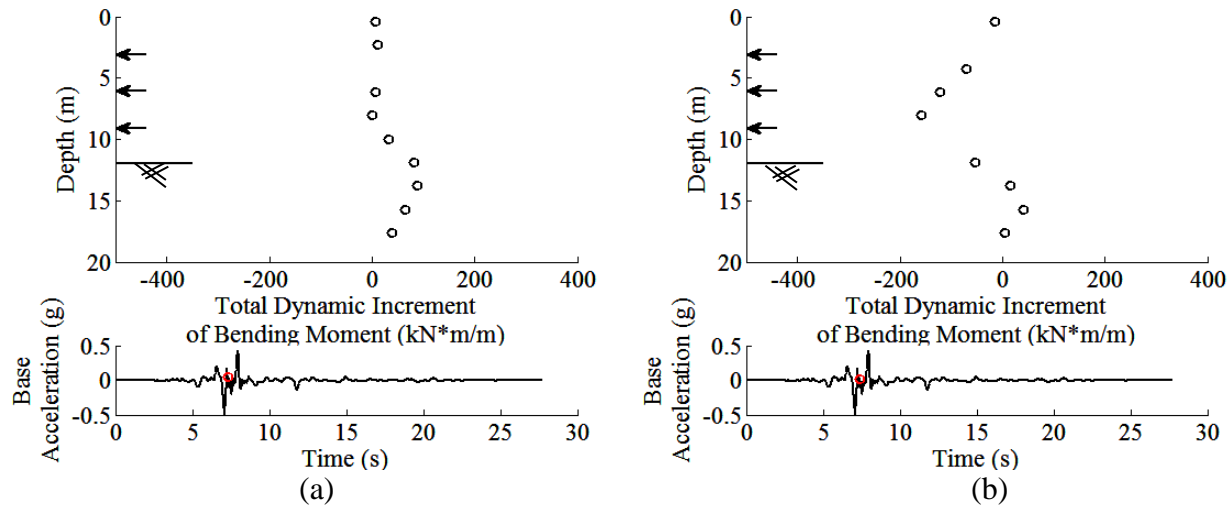 0
5
10
15
20
Depth (m)
-400 -200 0 200 400
Total Dynamic Increment
of Bending Moment (kN*m/m)
Base
Acceleration (g)
0.5
0
-0.5
0 5 10 15 20 25 30
Time (s)
(a)
0
5
10
15
20
Depth (m)
-400 -200 0 200 400
Total Dynamic Increment
of Bending Moment (kN*m/m)
Base
Acceleration (g)
0.5
0
-0.5
0 5 10 15 20 25 30
Time (s)
(b)